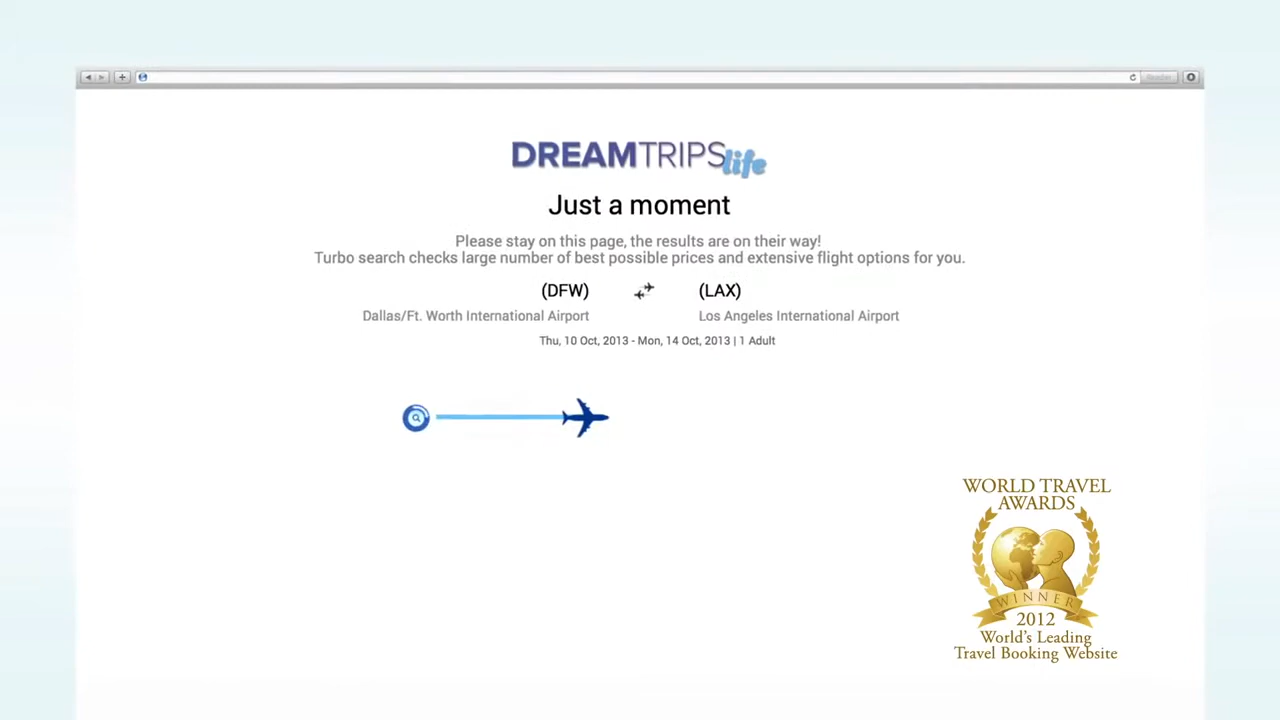 Reader
DREAMTRIPS life
Just a moment
Please stay on this page, the results are on their way!
Turbo search checks large number of best possible prices and extensive flight options for you.
(DFW) (LAX)
Dallas/Ft. Worth International Airport Los Angeles International Airport
Thu, 10 Oct, 2013 - Mon, 14 Oct, 2013 | 1 Adult
WORLD TRAVEL
AWARDS
WINNER
2012
World's Leading
Travel Booking Website